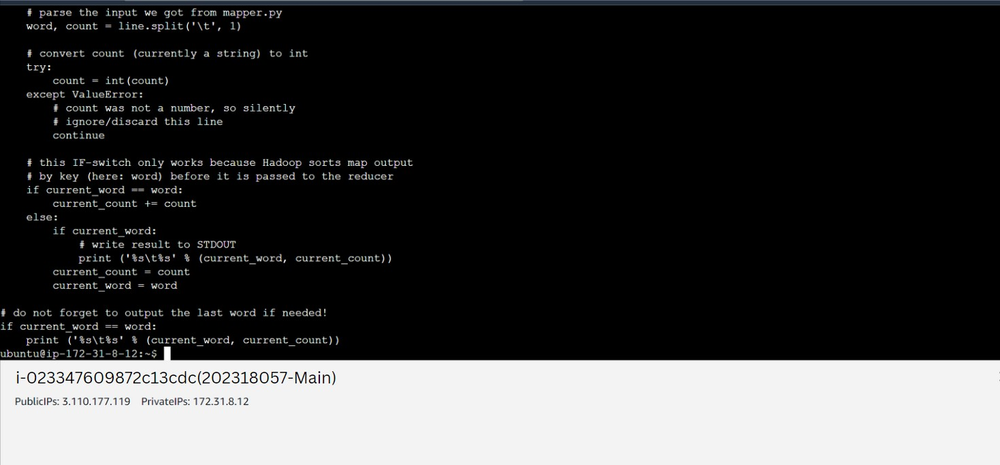 # parse the input we got from mapper.py
    word, count = line.split('\t', 1)

    # convert count (currently a string) to int
    try:
        count = int(count)
    except ValueError:
        # count was not a number, so silently
        # ignore/discard this line
        continue

    # this IF-switch only works because Hadoop sorts map output
    # by key (here: word) before it is passed to the reducer
    if current_word == word:
        current_count += count
    else:
        if current_word:
            # write result to STDOUT
            print ('%s\t%s' % (current_word, current_count))
        current_count = count
        current_word = word

# do not forget to output the last word if needed!
if current_word == word:
    print ('%s\t%s' % (current_word, current_count))
ubuntu@ip-172-31-8-12:~$
i-023347609872c13cdc(202318057-Main)
PublicIPs: 3.110.177.119 PrivateIPs: 172.31.8.12